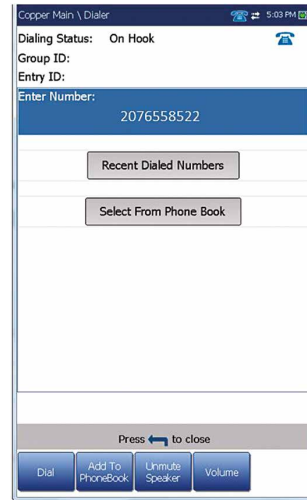 Copper Main \ Dialer 5:03 PM
Dialing Status: On Hook
Group ID:
Entry ID:
Enter Number:
2076558522
Recent Dialed Numbers
Select From Phone Book
Press to close
Dial
Add To
PhoneBook
Unmute
Speaker
Volume